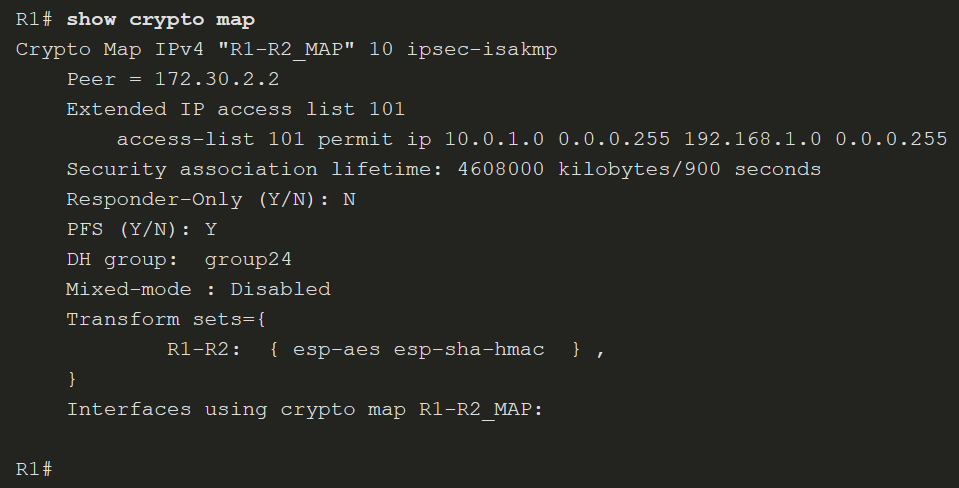 R1# show crypto map
Crypto Map IPv4 "R1-R2_MAP" 10 ipsec-isakmp
    Peer = 172.30.2.2
    Extended IP access list 101
        access-list 101 permit ip 10.0.1.0 0.0.0.255 192.168.1.0 0.0.0.255
    Security association lifetime: 4608000 kilobytes/900 seconds
    Responder-Only (Y/N): N
    PFS (Y/N): Y
    DH group:  group24
    Mixed-mode : Disabled
    Transform sets={
            R1-R2:  { esp-aes esp-sha-hmac  } ,
    }
    Interfaces using crypto map R1-R2_MAP:

R1#